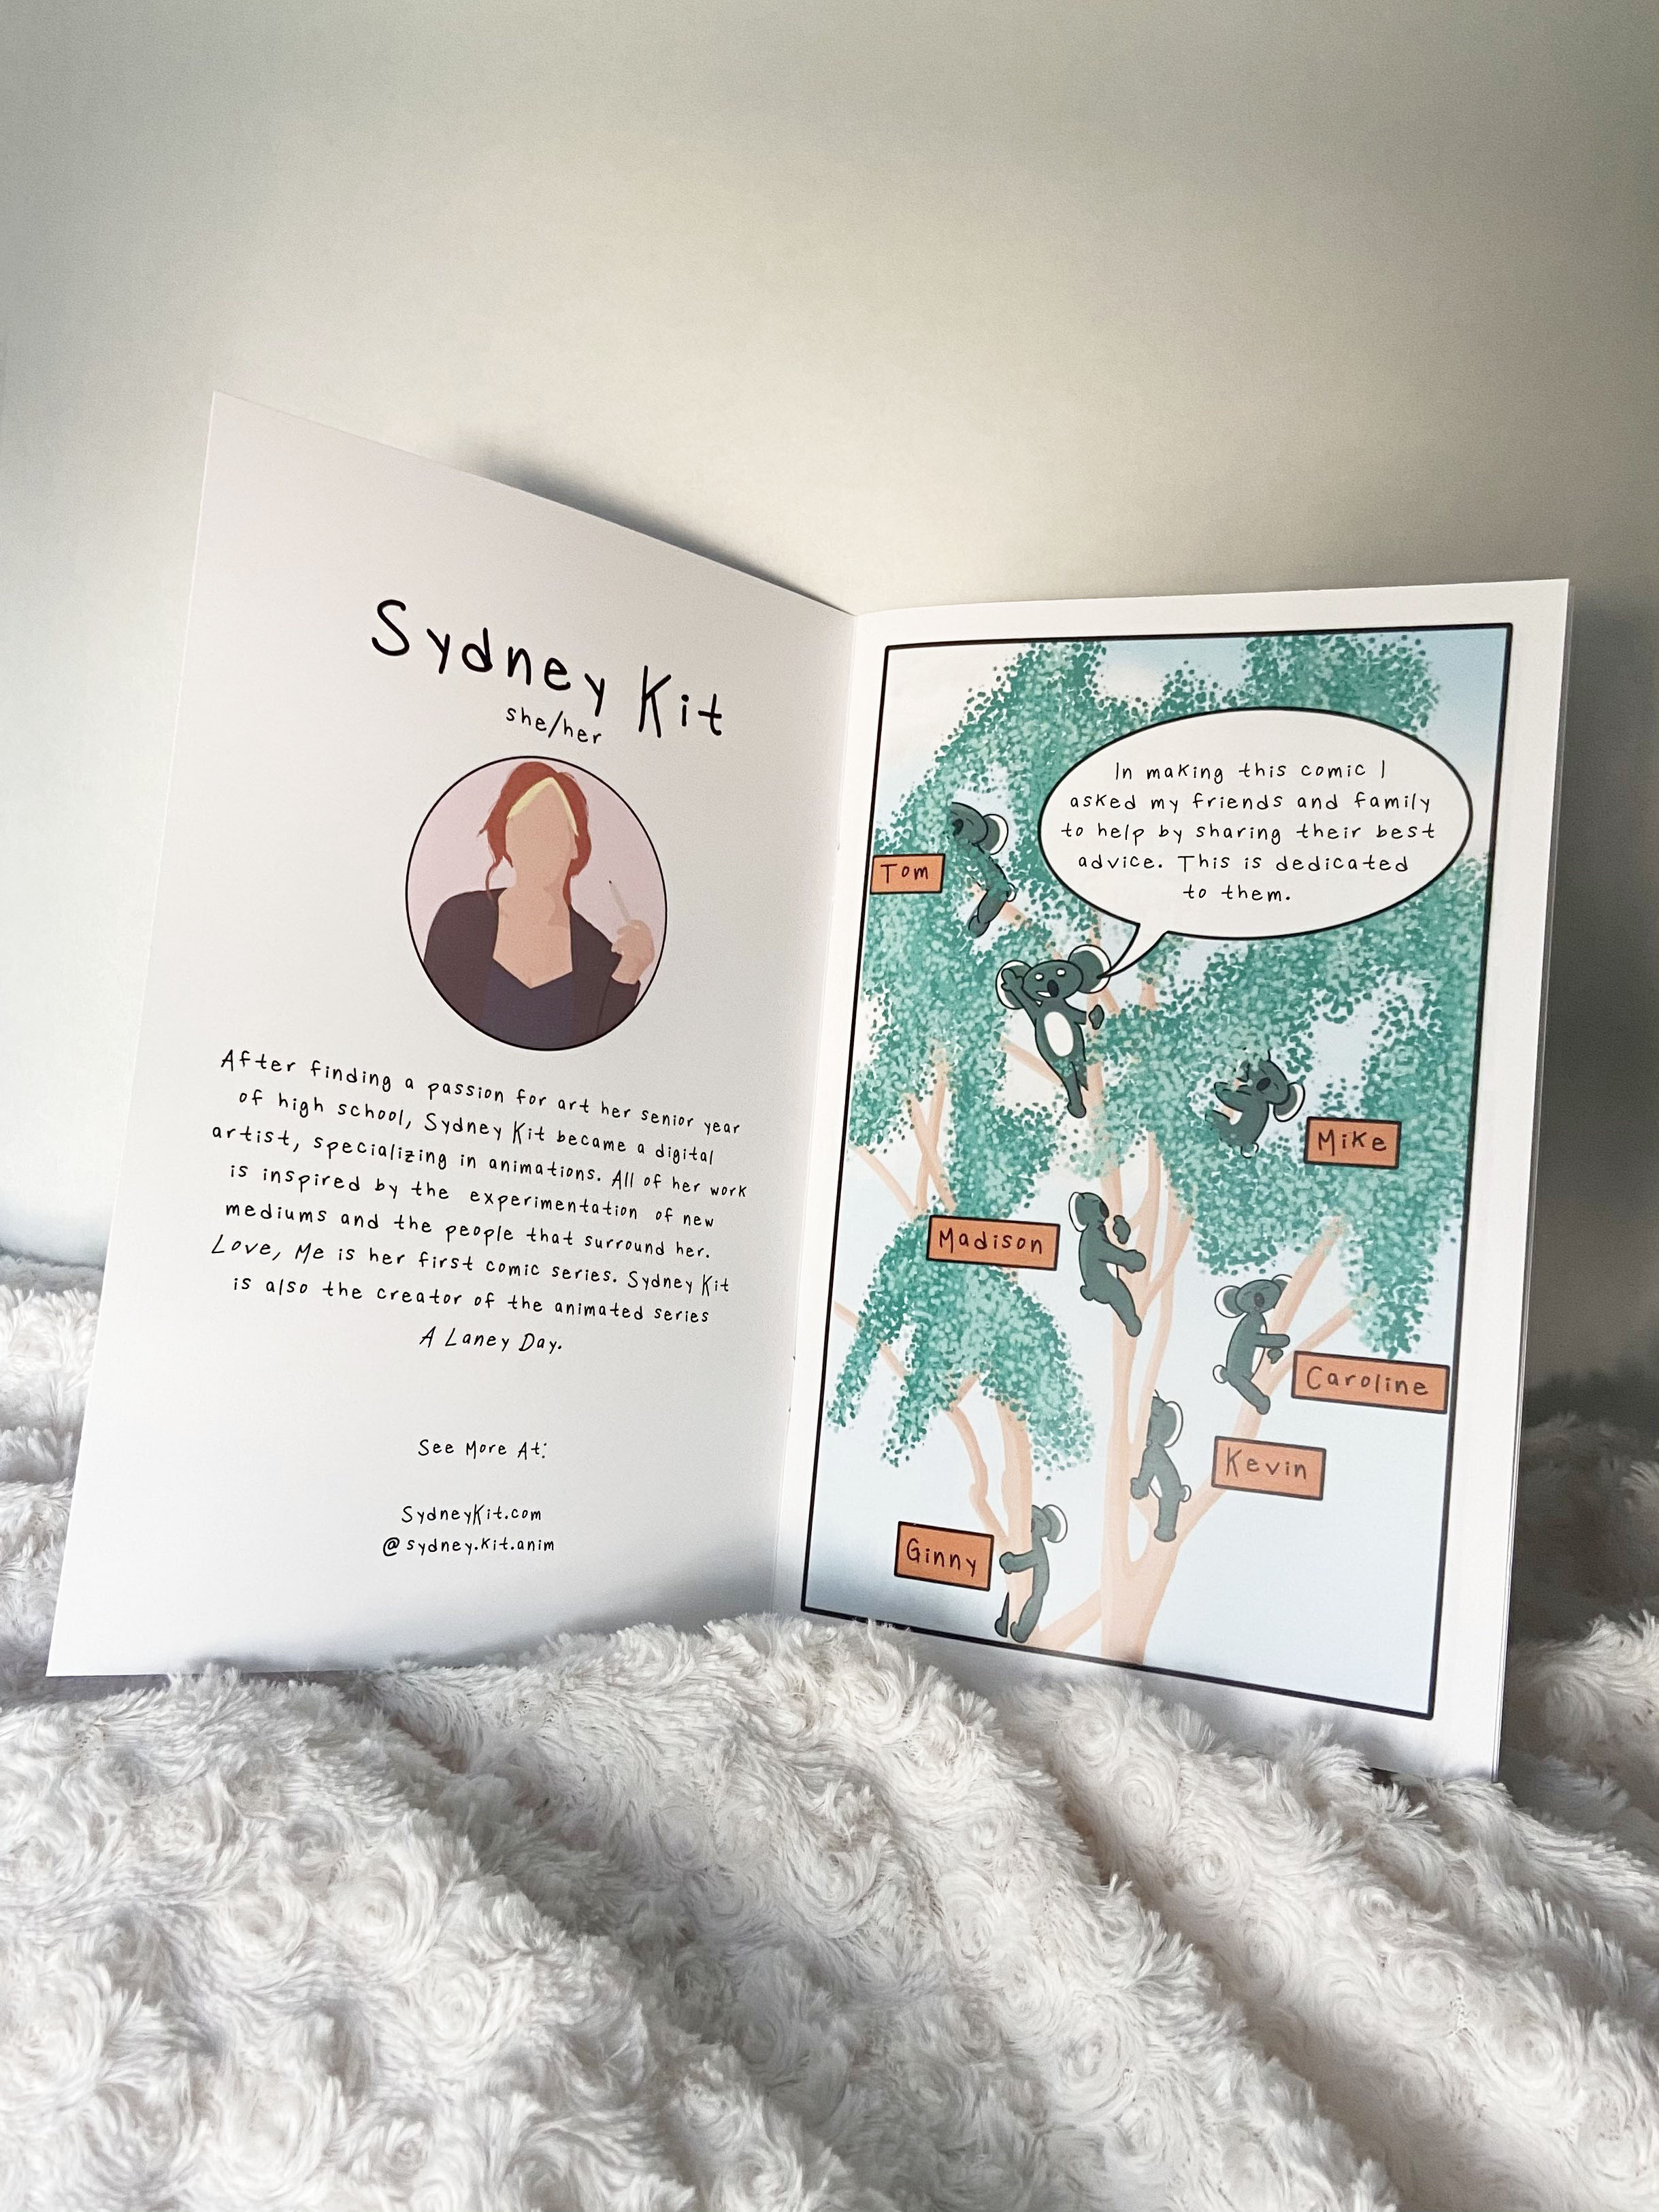 Sydney Kit
she/her
After finding a passion for art her senior year
of high school, Sydney Kit became a digital
artist, specializing in animations. All of her work
is inspired by the experimentation of new
mediums and the people that surround her.
Love, Me is her first comic series. Sydney Kit
is also the creator of the animated series
A Laney Day.
See More At:
SydneyKit.com
@sydney.kit.anim
In making this comic I
asked my friends and family
to help by sharing their best
advice. This is dedicated
to them.
Tom
Mike
Madison
Caroline
Kevin
Ginny